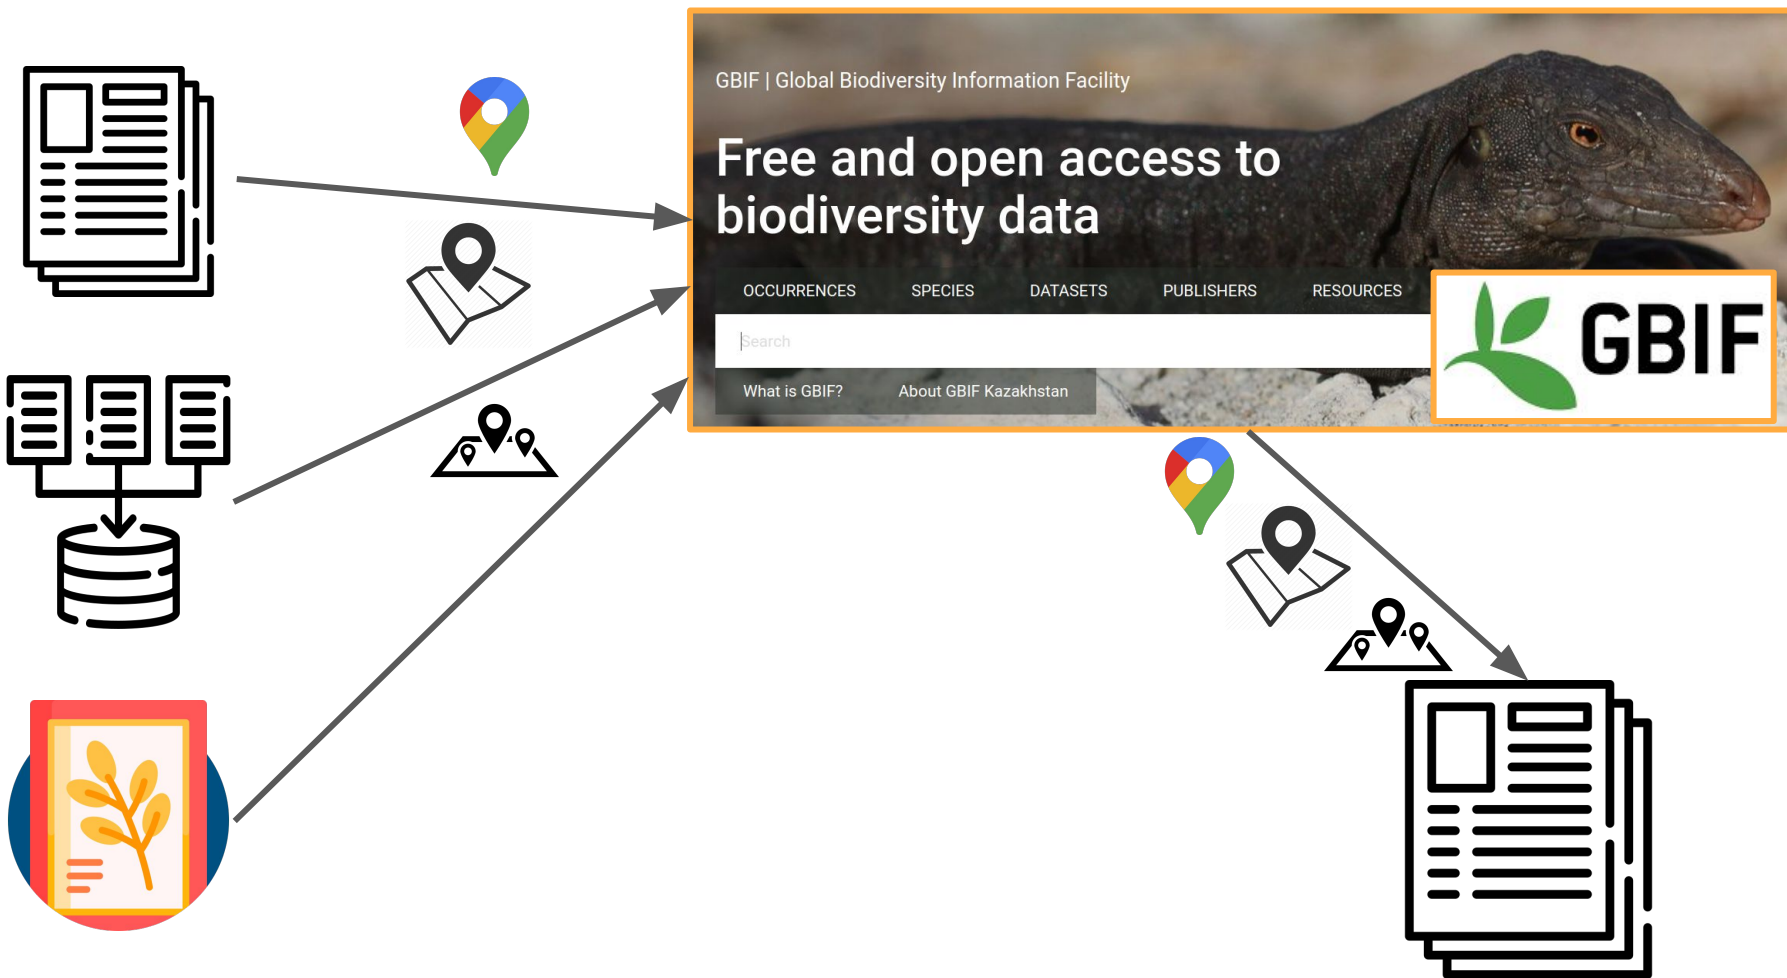 GBIF | Global Biodiversity Information Facility
Free and open access to
biodiversity data
OCCURRENCES SPECIES DATASETS PUBLISHERS RESOURCES
Search
What is GBIF? About GBIF Kazakhstan
GBIF